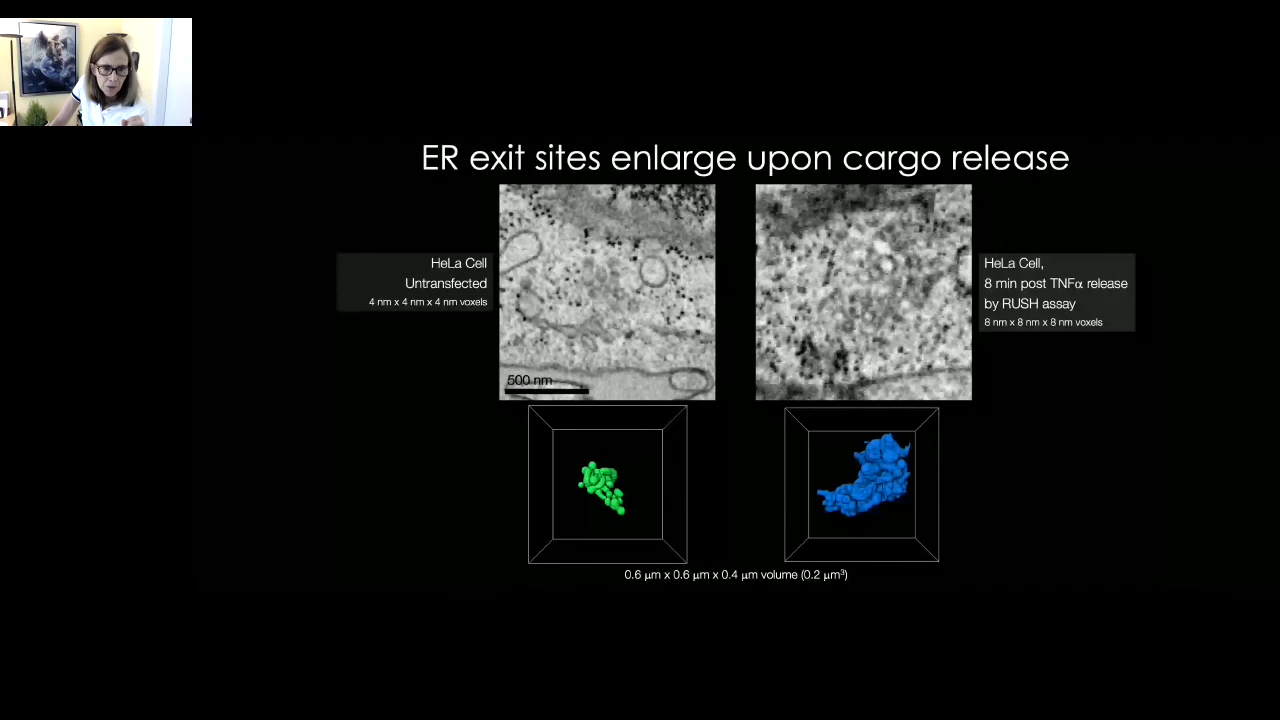 ER exit sites enlarge upon cargo release
HeLa Cell
Untransfected
4 nm x 4 nm x 4 nm voxels
500 nm
HeLa Cell,
8 min post TNFα release
by RUSH assay
8 nm x 8 nm x 8 nm voxels
0.6 μm x 0.6 μm x 0.4 μm volume (0.2 μm³)